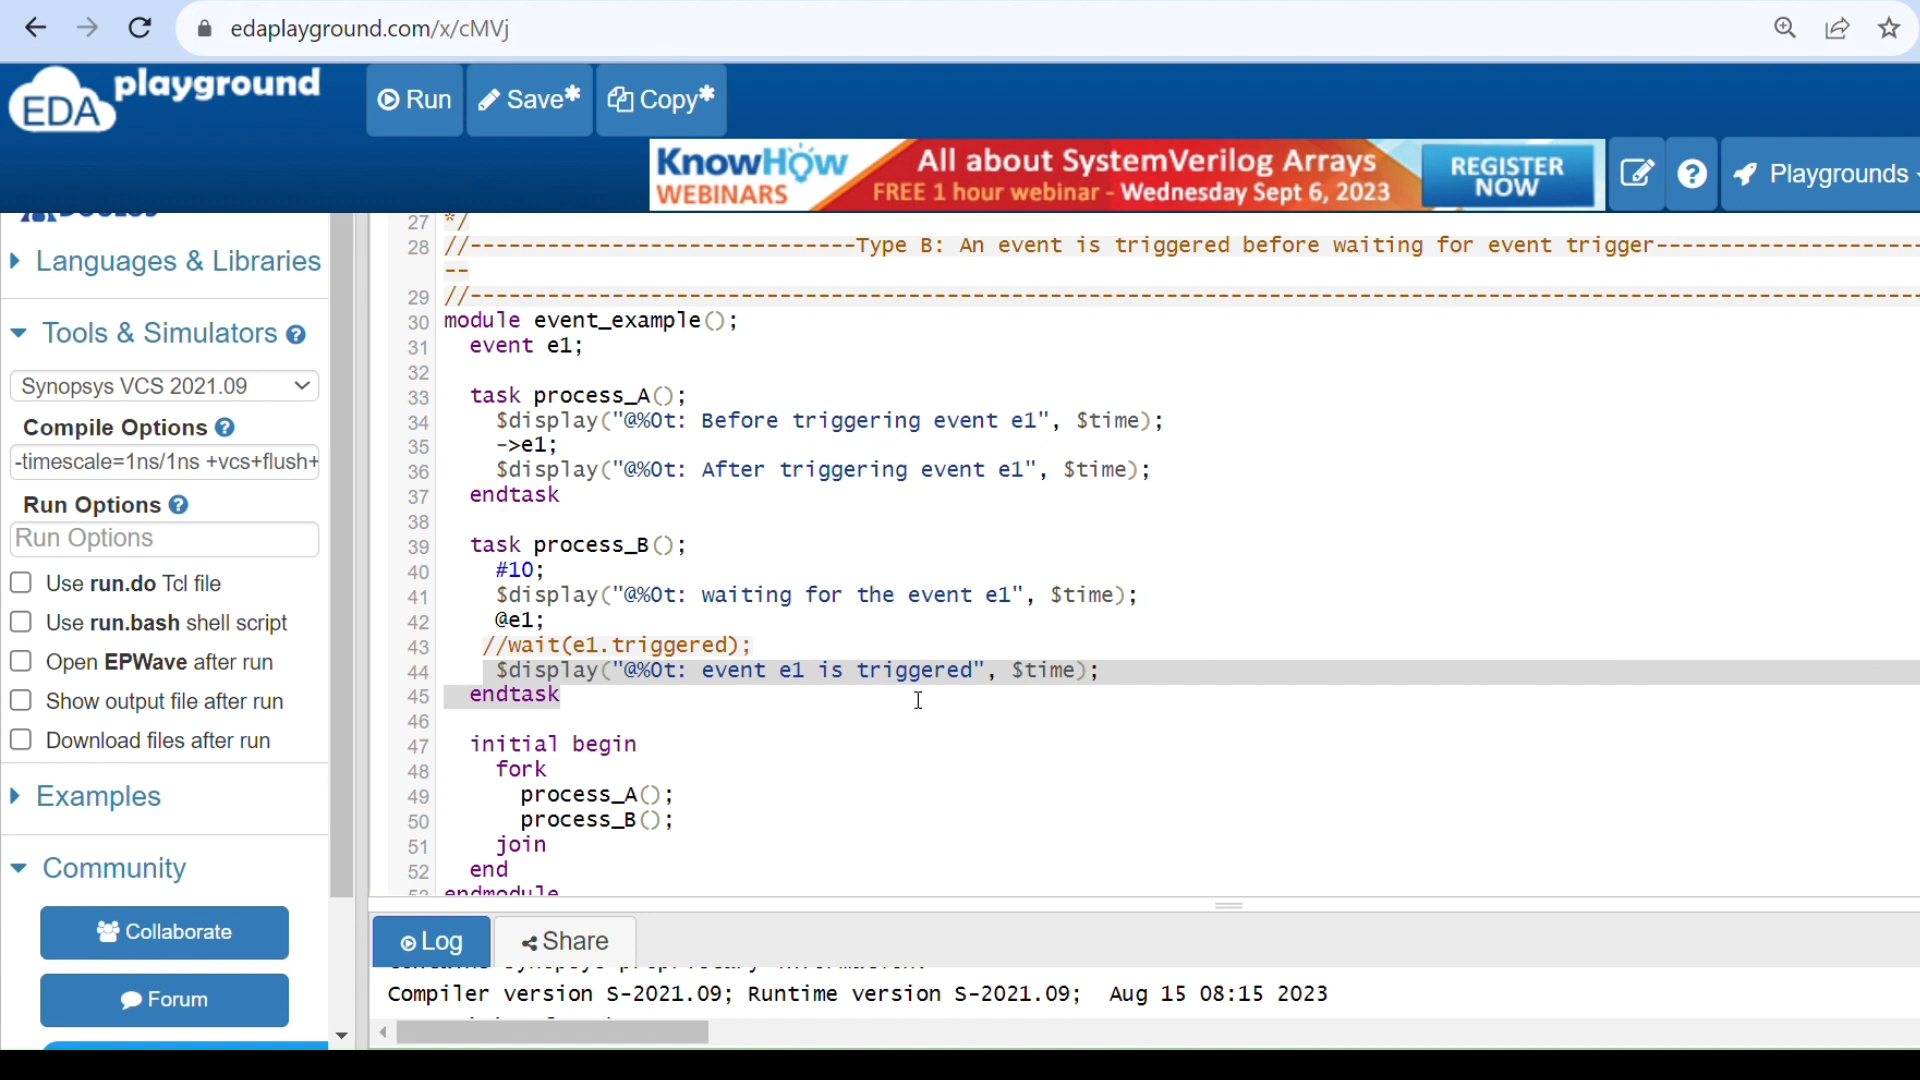 edaplayground.com/x/cMVj
EDA playground
Run
Save*
Copy*
KnowHow
WEBINARS
All about SystemVerilog Arrays
FREE 1 hour webinar - Wednesday Sept 6, 2023
REGISTER
NOW
Playgrounds
Languages & Libraries
Tools & Simulators
Synopsys VCS 2021.09
Compile Options
-timescale=1ns/1ns +vcs+flush+
Run Options
Run Options
Use run.do Tcl file
Use run.bash shell script
Open EPWave after run
Show output file after run
Download files after run
Examples
Community
Collaborate
Forum
27 */
28 //------------------------------Type B: An event is triggered before waiting for event trigger--------------------
--
29 //----------------------------------------------------------------------------------------------------------------
30 module event_example();
31 event e1;
32
33 task process_A();
34 $display("@%0t: Before triggering event e1", $time);
35 ->e1;
36 $display("@%0t: After triggering event e1", $time);
37 endtask
38
39 task process_B();
40 #10;
41 $display("@%0t: waiting for the event e1", $time);
42 @e1;
43 //wait(e1.triggered);
44 $display("@%0t: event e1 is triggered", $time);
45 endtask
46
47 initial begin
48 fork
49 process_A();
50 process_B();
51 join
52 end
53 endmodule
Log
Share
Compiler version S-2021.09; Runtime version S-2021.09; Aug 15 08:15 2023